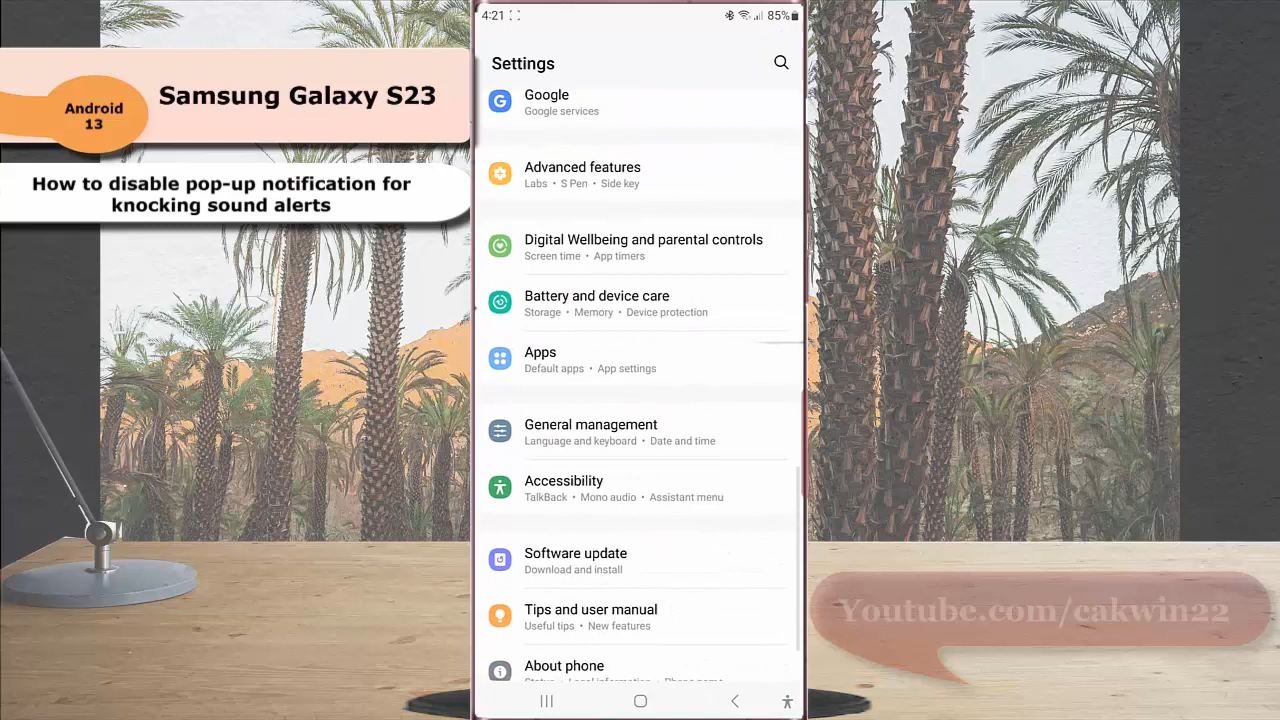 Android
13
Samsung Galaxy S23
How to disable pop-up notification for
knocking sound alerts
4:21
85%
Settings
Google
Google services
Advanced features
Labs • S Pen • Side key
Digital Wellbeing and parental controls
Screen time • App timers
Battery and device care
Storage • Memory • Device protection
Apps
Default apps • App settings
General management
Language and keyboard • Date and time
Accessibility
TalkBack • Mono audio • Assistant menu
Software update
Download and install
Tips and user manual
Useful tips • New features
About phone
Status • Legal information • Phone name
Youtube.com/cakwin22